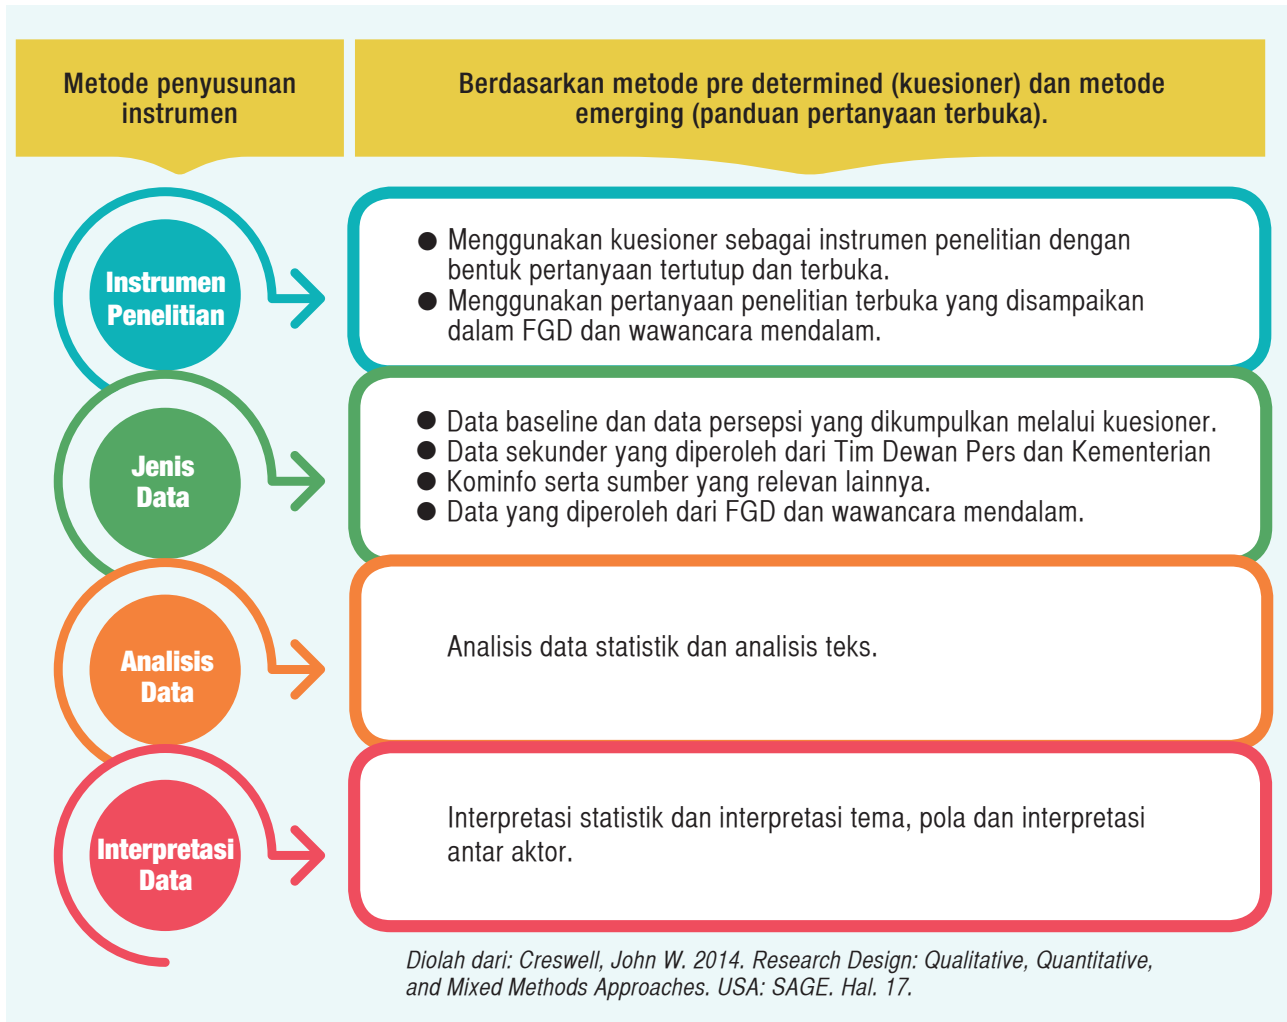 Metode penyusunan
instrumen
Berdasarkan metode pre determined (kuesioner) dan metode
emerging (panduan pertanyaan terbuka).
Instrumen
Penelitian
● Menggunakan kuesioner sebagai instrumen penelitian dengan
bentuk pertanyaan tertutup dan terbuka.
● Menggunakan pertanyaan penelitian terbuka yang disampaikan
dalam FGD dan wawancara mendalam.
Jenis
Data
● Data baseline dan data persepsi yang dikumpulkan melalui kuesioner.
● Data sekunder yang diperoleh dari Tim Dewan Pers dan Kementerian
● Kominfo serta sumber yang relevan lainnya.
● Data yang diperoleh dari FGD dan wawancara mendalam.
Analisis
Data
Analisis data statistik dan analisis teks.
Interpretasi
Data
Interpretasi statistik dan interpretasi tema, pola dan interpretasi
antar aktor.
Diolah dari: Creswell, John W. 2014. Research Design: Qualitative, Quantitative,
and Mixed Methods Approaches. USA: SAGE. Hal. 17.